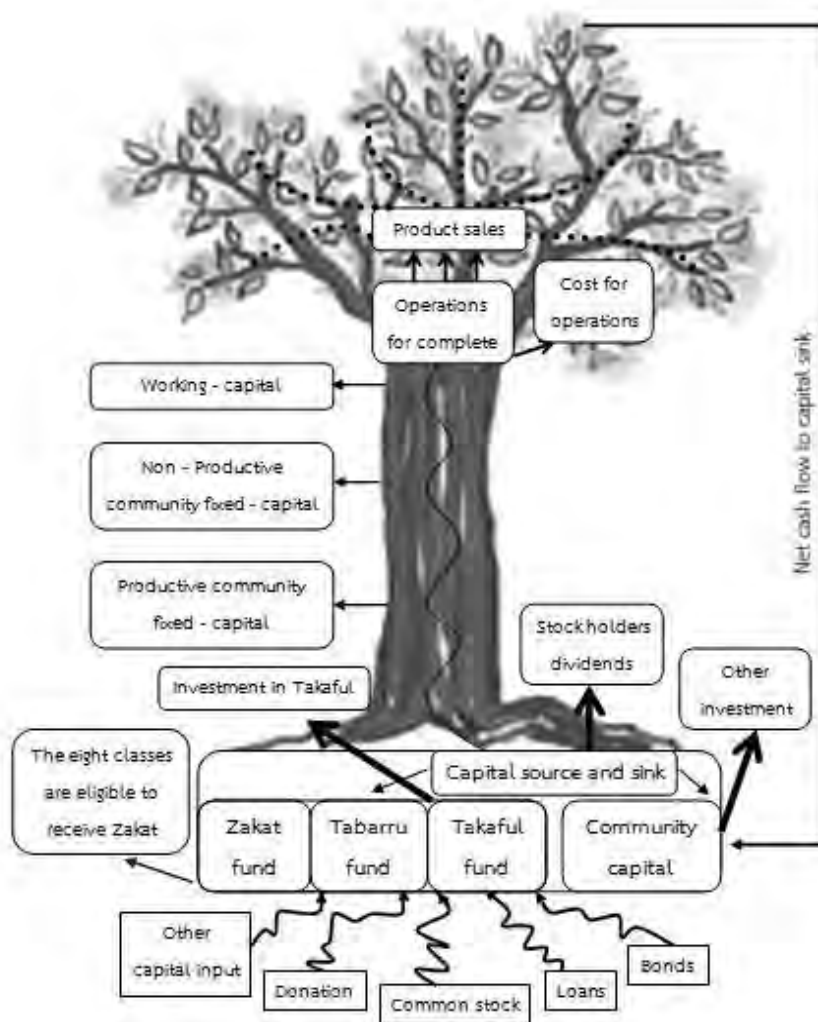 Product sales
Operations
for complete
Cost for
operations
Working - capital
Non - Productive
community fixed - capital
Productive community
fixed - capital
Net cash flow to capital sink
Stockholders
dividends
Investment in Takaful
Other
investment
The eight classes
are eligible to
receive Zakat
Capital source and sink
Zakat
fund
Tabarru
fund
Takaful
fund
Community
capital
Other
capital input
Donation
Common stock
Loans
Bonds